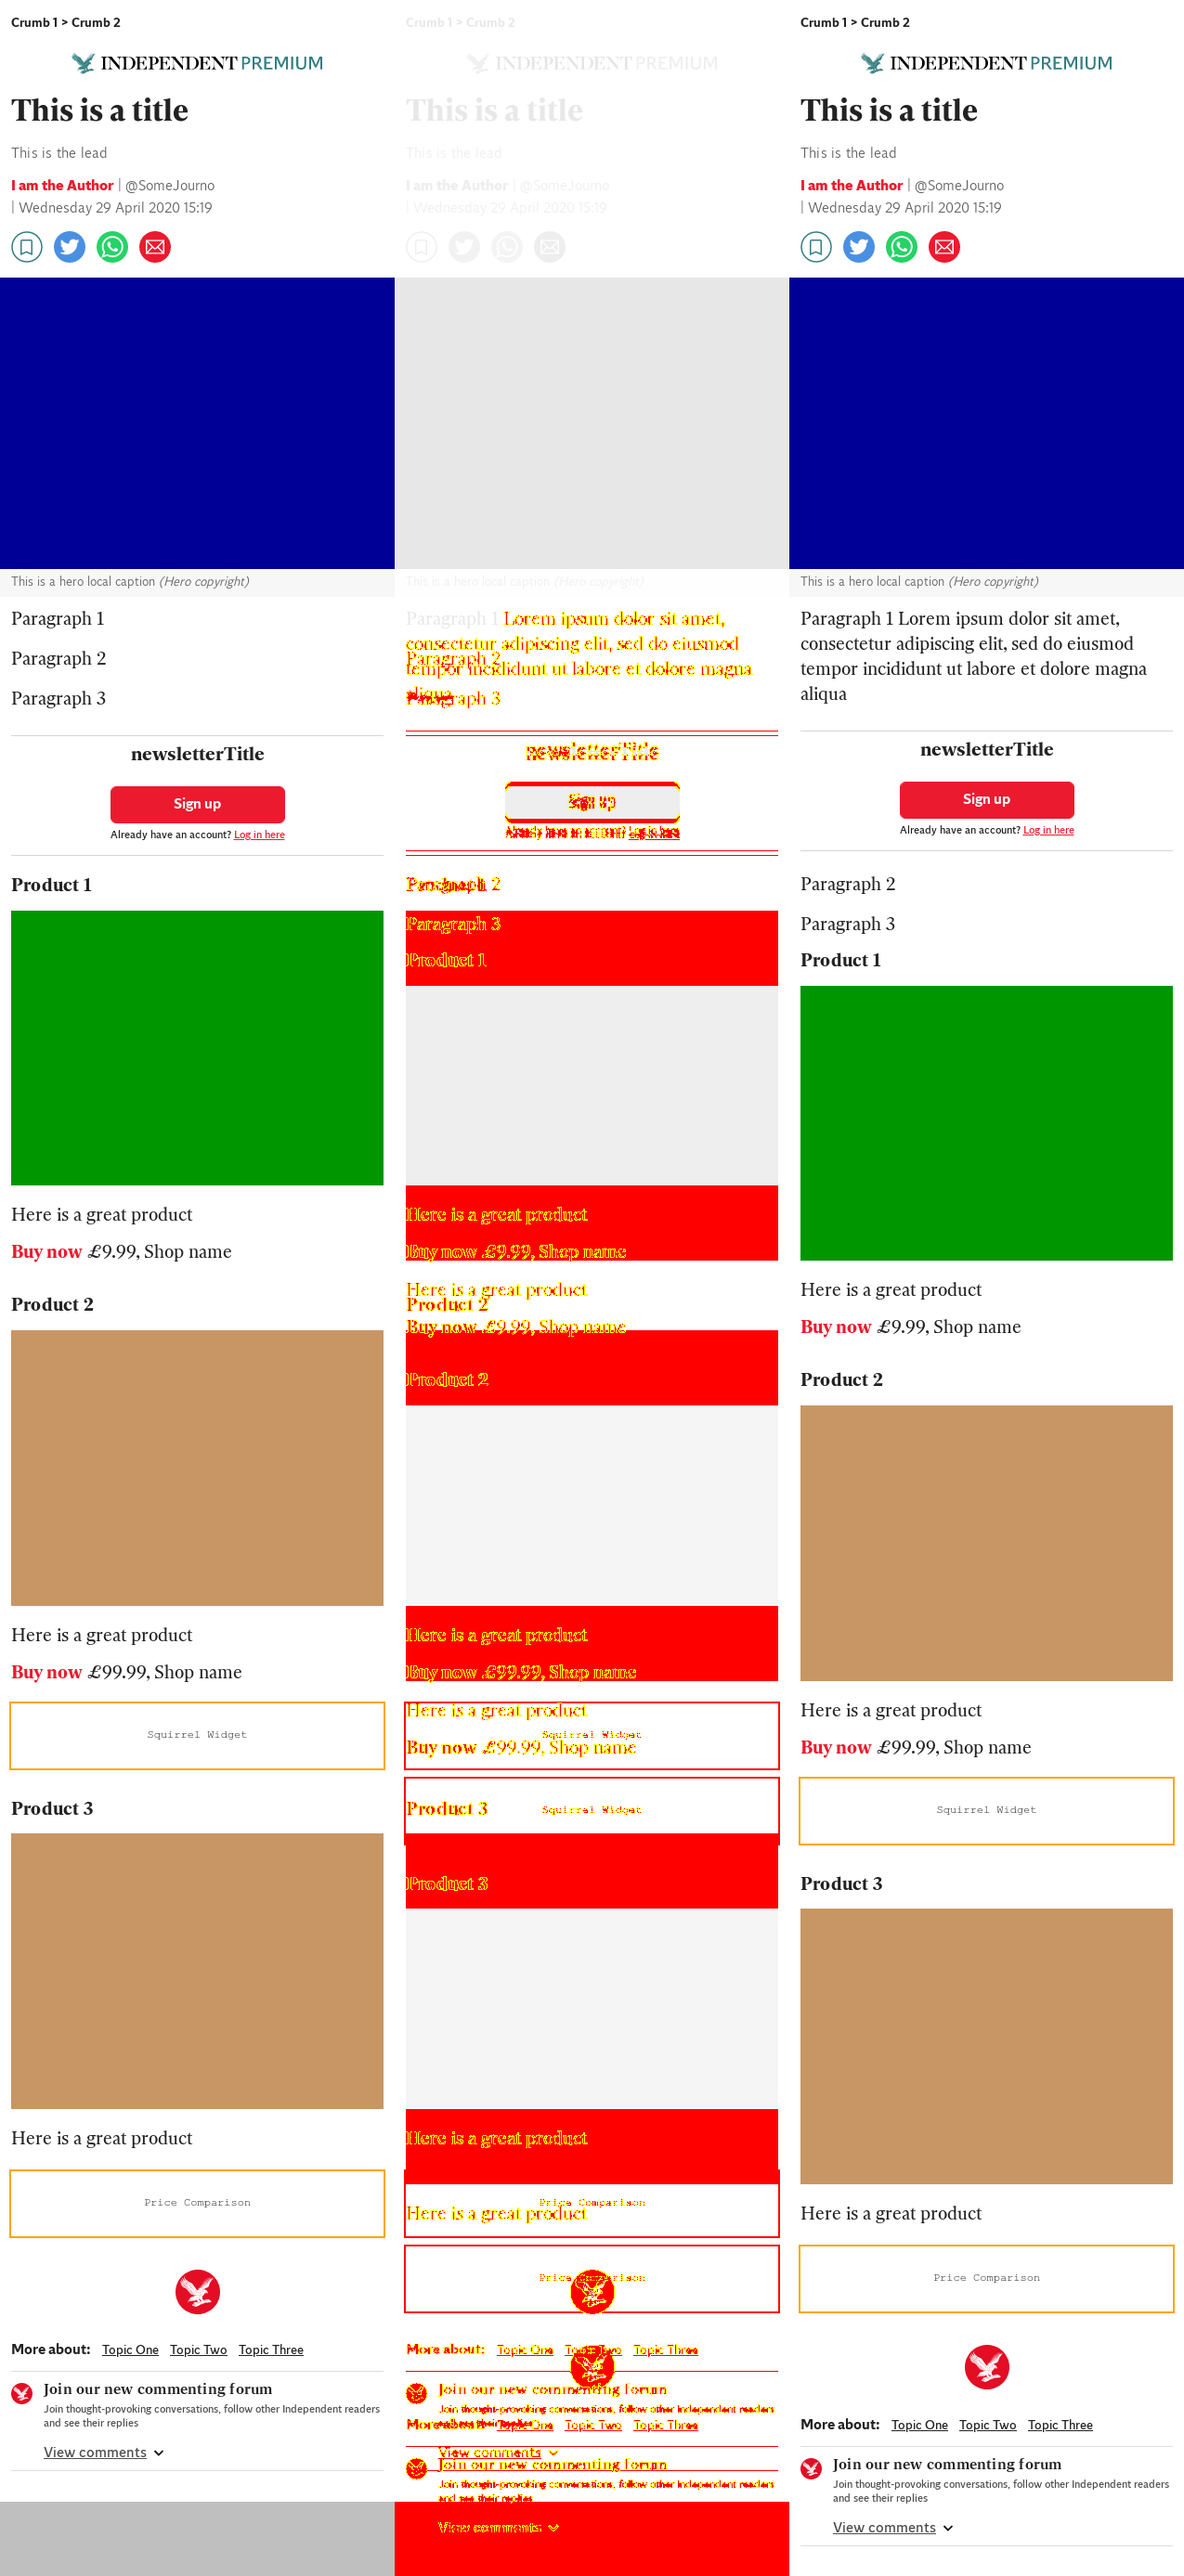 Crumb 1 > Crumb 2
INDEPENDENT PREMIUM
This is a title
This is the lead
I am the Author | @SomeJourno
| Wednesday 29 April 2020 15:19
This is a hero local caption (Hero copyright)
Paragraph 1
Paragraph 2
Paragraph 3
newsletterTitle
Sign up
Already have an account? Log in here
Product 1
Here is a great product
Buy now £9.99, Shop name
Product 2
Here is a great product
Buy now £99.99, Shop name
Squirrel Widget
Product 3
Here is a great product
Price Comparison
More about: Topic One Topic Two Topic Three
Join our new commenting forum
Join thought-provoking conversations, follow other Independent readers
and see their replies
View comments
Crumb 1 > Crumb 2
INDEPENDENT PREMIUM
This is a title
This is the lead
I am the Author | @SomeJourno
| Wednesday 29 April 2020 15:19
This is a hero local caption (Hero copyright)
Paragraph 1 Lorem ipsum dolor sit amet,
consectetur adipiscing elit, sed do eiusmod
Paragraph 2
tempor incididunt ut labore et dolore magna
aliqua
Paragraph 3
newsletterTitle
Sign up
Paragraph 2
Paragraph 3
Product 1
Here is a great product
Buy now £9.99, Shop name
Here is a great product
Product 2
Buy now £9.99, Shop name
Product 2
Here is a great product
Buy now £99.99, Shop name
Here is a great product
Squirrel Widget
Buy now £99.99, Shop name
Product 3 Squirrel Widget
Product 3
Here is a great product
Price Comparison
Here is a great product
Price Comparison
More about: Topic One Topic Two Topic Three
Join our new commenting forum
Join thought-provoking conversations, follow other Independent readers
More about: Topic One Topic Two Topic Three
View comments
Join our new commenting forum
Join thought-provoking conversations, follow other Independent readers
and see their replies
View comments
Crumb 1 > Crumb 2
INDEPENDENT PREMIUM
This is a title
This is the lead
I am the Author | @SomeJourno
| Wednesday 29 April 2020 15:19
This is a hero local caption (Hero copyright)
Paragraph 1 Lorem ipsum dolor sit amet,
consectetur adipiscing elit, sed do eiusmod
tempor incididunt ut labore et dolore magna
aliqua
newsletterTitle
Sign up
Already have an account? Log in here
Paragraph 2
Paragraph 3
Product 1
Here is a great product
Buy now £9.99, Shop name
Product 2
Here is a great product
Buy now £99.99, Shop name
Squirrel Widget
Product 3
Here is a great product
Price Comparison
More about: Topic One Topic Two Topic Three
Join our new commenting forum
Join thought-provoking conversations, follow other Independent readers
and see their replies
View comments